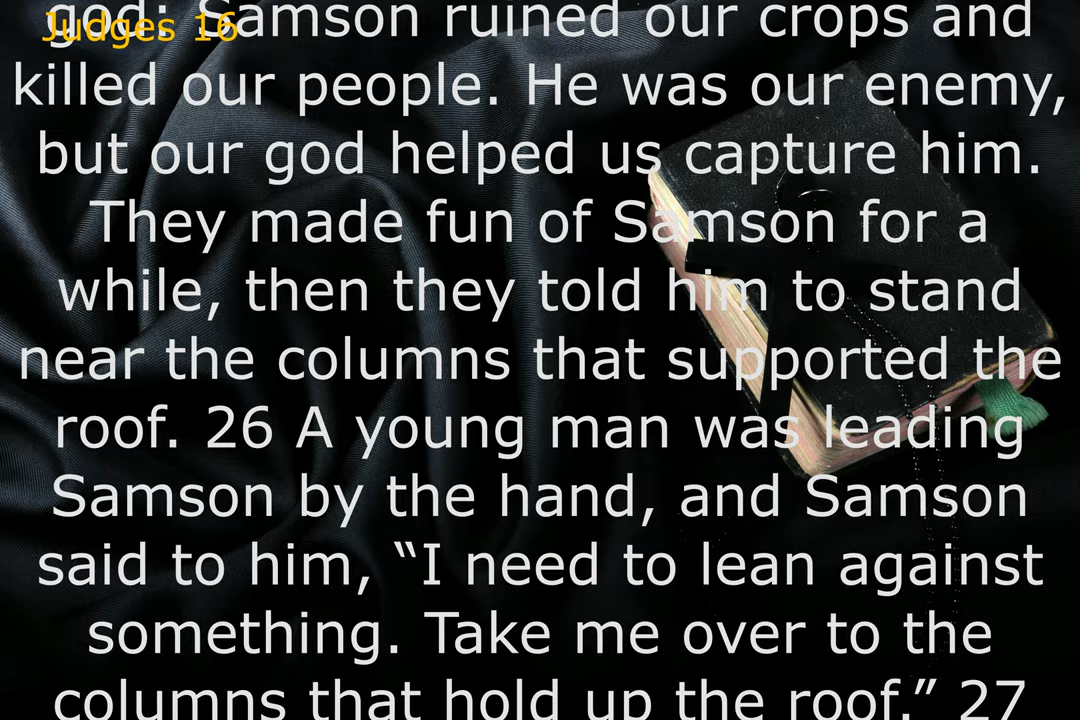 Judges 16
god: Samson ruined our crops and
killed our people. He was our enemy,
but our god helped us capture him.
They made fun of Samson for a
while, then they told him to stand
near the columns that supported the
roof. 26 A young man was leading
Samson by the hand, and Samson
said to him, “I need to lean against
something. Take me over to the
columns that hold up the roof.” 27